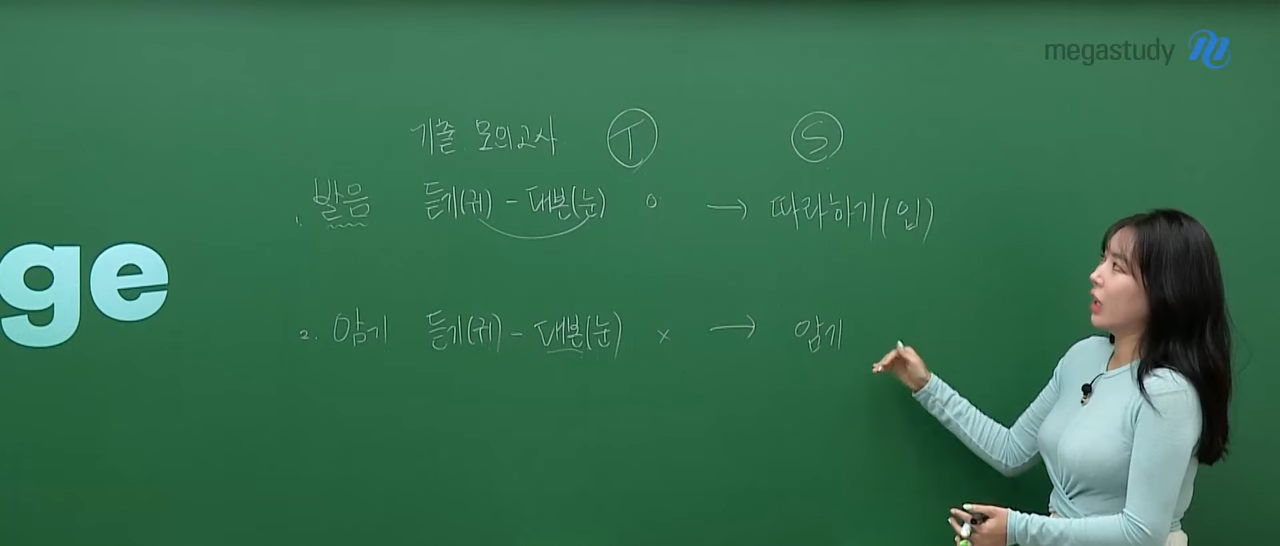 megastudy
기출 모의고사 T S
1. 발음 듣기(귀) - 대본(눈) o → 따라하기(입)
ge
2. 암기 듣기(귀) - 대본(눈) x → 암기